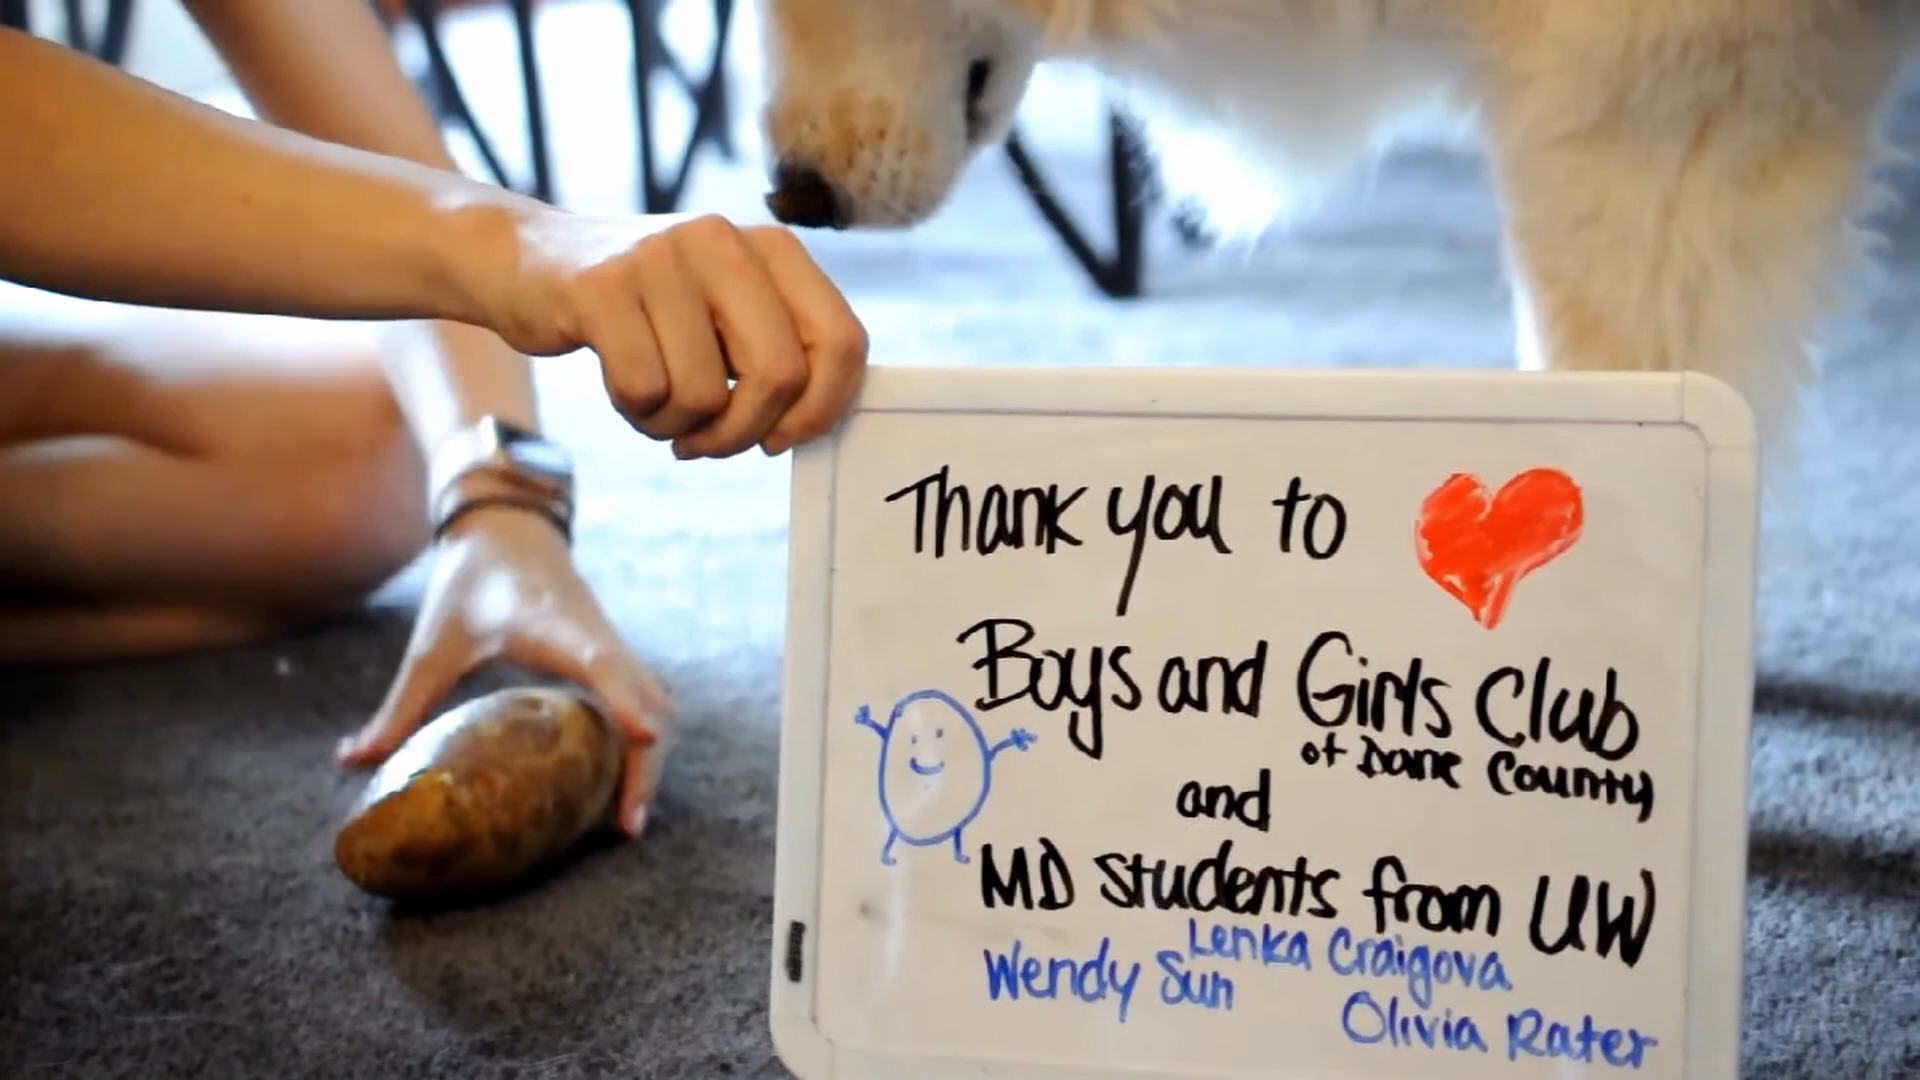 Thank you to
Boys and Girls Club
of Dane County
and
MD students from UW
Lenka Craigova
Wendy Sun
Olivia Rater